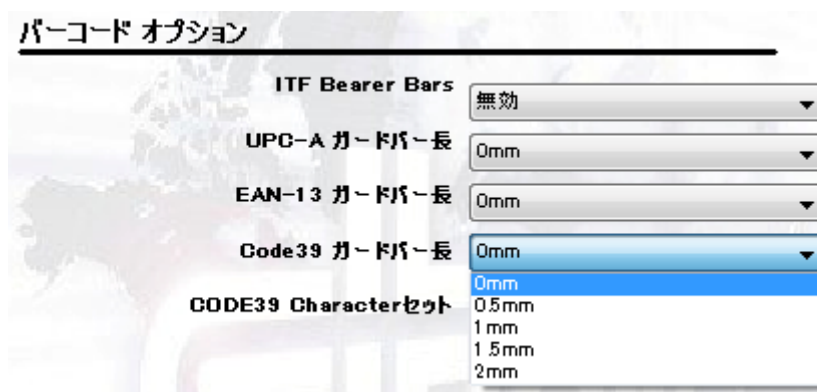 バーコード オプション
ITF Bearer Bars 無効
UPC-A ガードバー長 0mm
EAN-13 ガードバー長 0mm
Code39 ガードバー長 0mm
0mm
CODE39 Characterセット 0.5mm
1mm
1.5mm
2mm